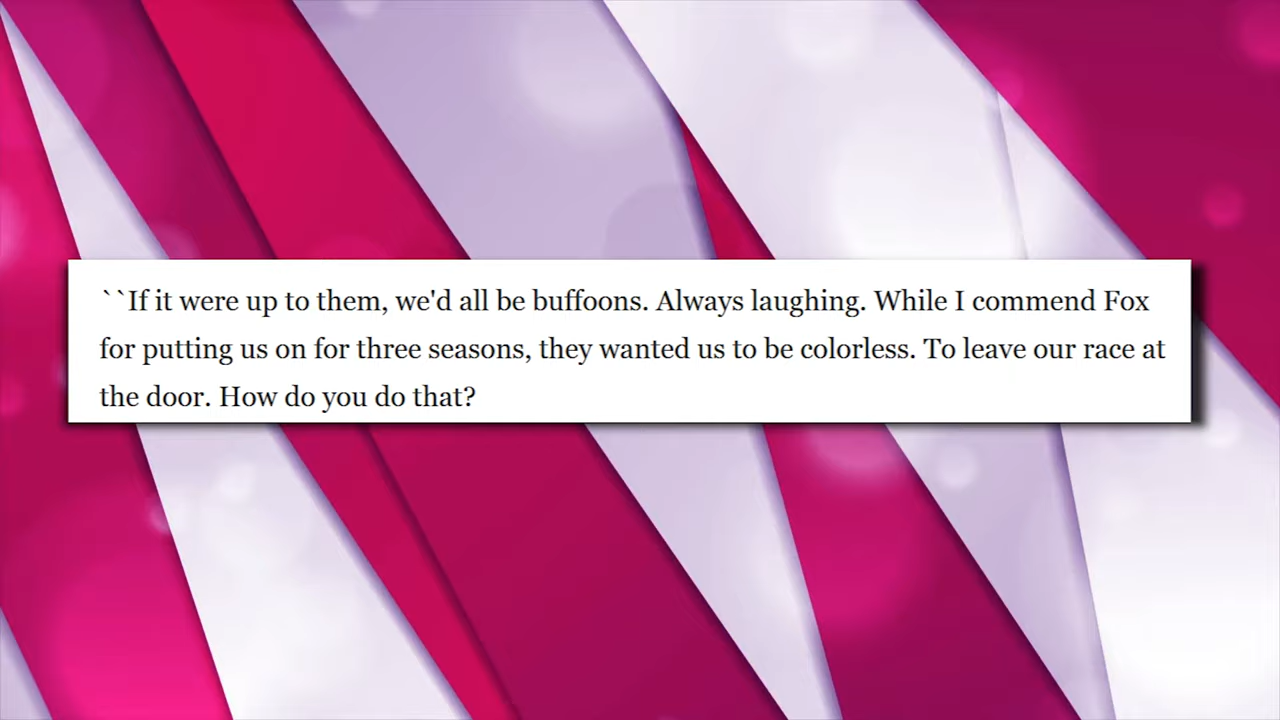 ``If it were up to them, we'd all be buffoons. Always laughing. While I commend Fox
for putting us on for three seasons, they wanted us to be colorless. To leave our race at
the door. How do you do that?